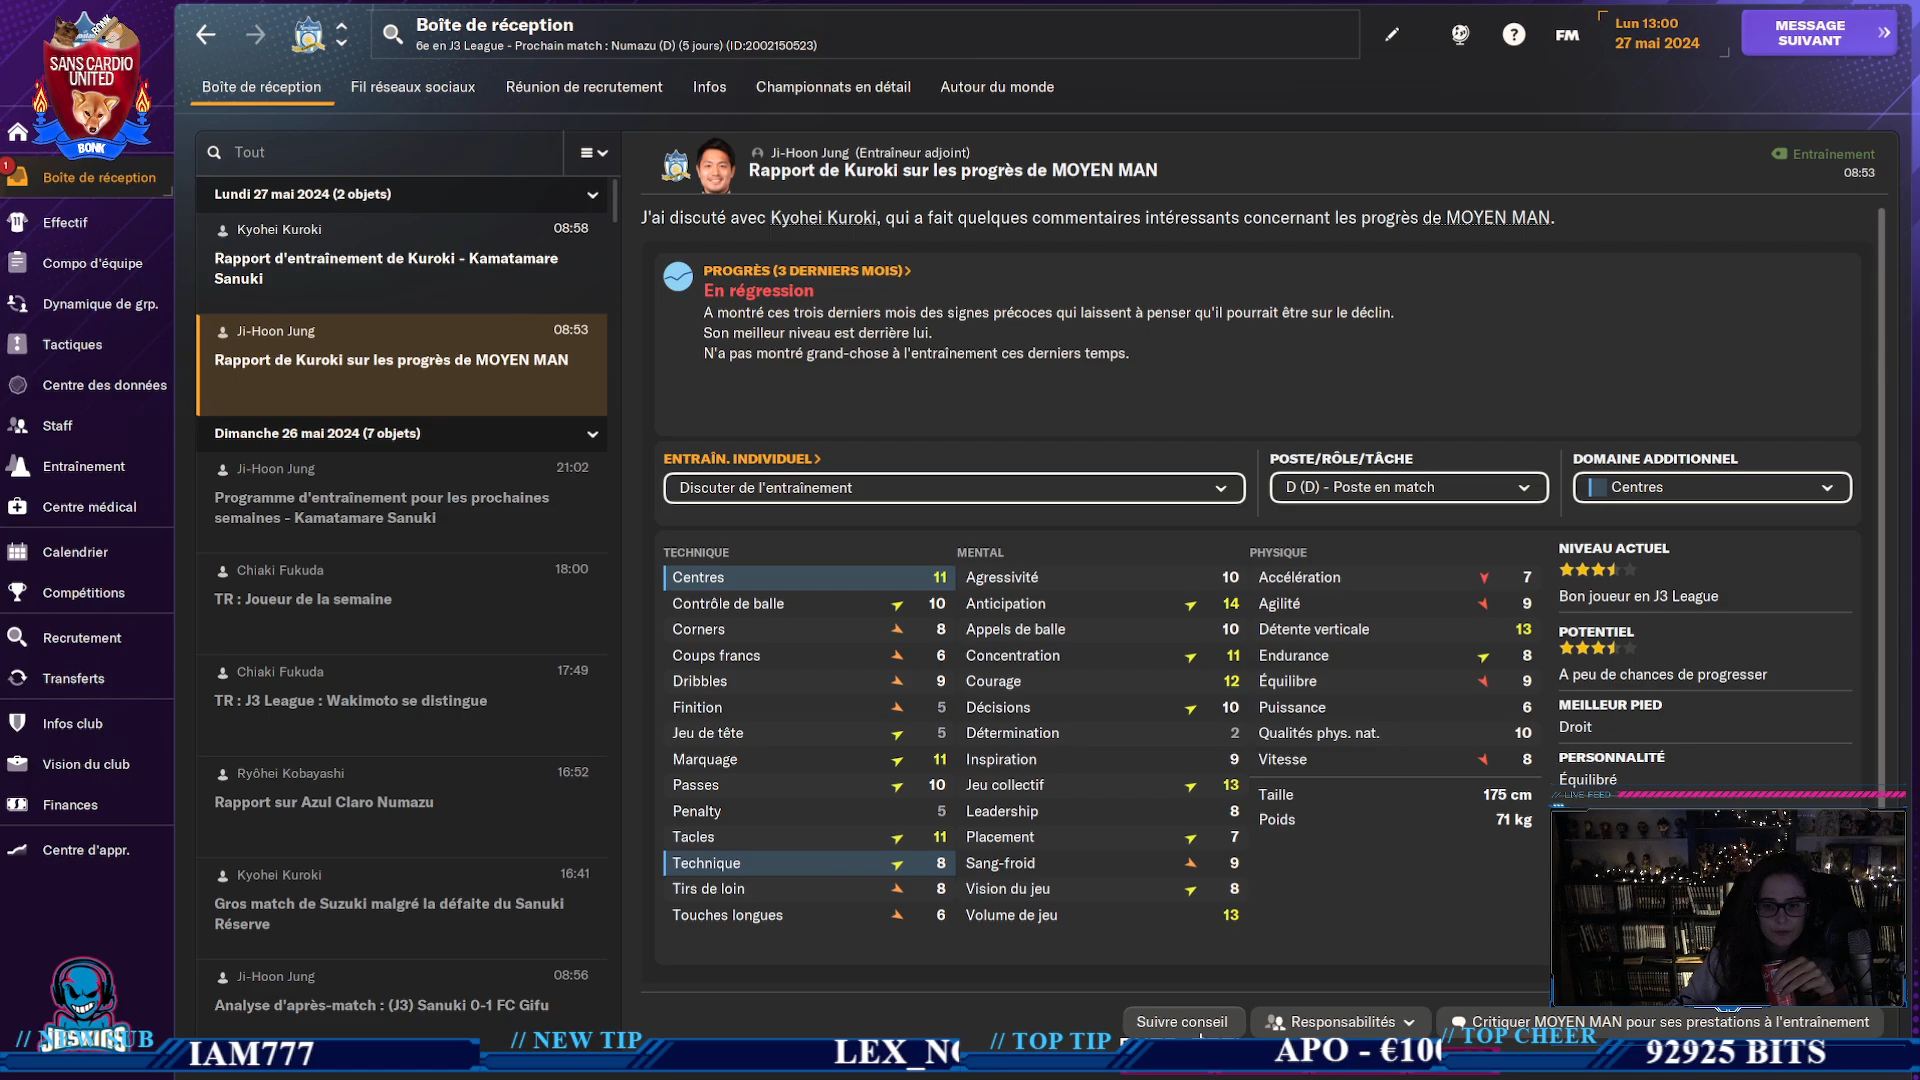 SANS CARDIO
UNITED
BONK
BONK
Boîte de réception
6e en J3 League - Prochain match : Numazu (D) (5 jours) (ID:2002150523)
FM
Lun 13:00
27 mai 2024
MESSAGE
SUIVANT
Boîte de réception
Fil réseaux sociaux
Réunion de recrutement
Infos
Championnats en détail
Autour du monde
1
Boîte de réception
Effectif
Compo d'équipe
Dynamique de grp.
Tactiques
Centre des données
Staff
Entraînement
Centre médical
Calendrier
Compétitions
Recrutement
Transferts
Infos club
Vision du club
Finances
Centre d'appr.
Tout
Lundi 27 mai 2024 (2 objets)
Kyohei Kuroki 08:58
Rapport d'entraînement de Kuroki - Kamatamare
Sanuki
Ji-Hoon Jung 08:53
Rapport de Kuroki sur les progrès de MOYEN MAN
Dimanche 26 mai 2024 (7 objets)
Ji-Hoon Jung 21:02
Programme d'entraînement pour les prochaines
semaines - Kamatamare Sanuki
Chiaki Fukuda 18:00
TR : Joueur de la semaine
Chiaki Fukuda 17:49
TR : J3 League : Wakimoto se distingue
Ryôhei Kobayashi 16:52
Rapport sur Azul Claro Numazu
Kyohei Kuroki 16:41
Gros match de Suzuki malgré la défaite du Sanuki
Réserve
Ji-Hoon Jung 08:56
Analyse d'après-match : (J3) Sanuki 0-1 FC Gifu
Ji-Hoon Jung (Entraîneur adjoint)
Rapport de Kuroki sur les progrès de MOYEN MAN
Entraînement
08:53
J'ai discuté avec Kyohei Kuroki, qui a fait quelques commentaires intéressants concernant les progrès de MOYEN MAN.
PROGRÈS (3 DERNIERS MOIS)
En régression
A montré ces trois derniers mois des signes précoces qui laissent à penser qu'il pourrait être sur le déclin.
Son meilleur niveau est derrière lui.
N'a pas montré grand-chose à l'entraînement ces derniers temps.
ENTRAÎN. INDIVIDUEL
Discuter de l'entraînement
POSTE/RÔLE/TÂCHE
D (D) - Poste en match
DOMAINE ADDITIONNEL
Centres
TECHNIQUE
Centres 11
Contrôle de balle 10
Corners 8
Coups francs 6
Dribbles 9
Finition 5
Jeu de tête 5
Marquage 11
Passes 10
Penalty 5
Tacles 11
Technique 8
Tirs de loin 8
Touches longues 6
MENTAL
Agressivité 10
Anticipation 14
Appels de balle 10
Concentration 11
Courage 12
Décisions 10
Détermination 2
Inspiration 9
Jeu collectif 13
Leadership 8
Placement 7
Sang-froid 9
Vision du jeu 8
Volume de jeu 13
PHYSIQUE
Accélération 7
Agilité 9
Détente verticale 13
Endurance 8
Équilibre 9
Puissance 6
Qualités phys. nat. 10
Vitesse 8
Taille 175 cm
Poids 71 kg
NIVEAU ACTUEL
Bon joueur en J3 League
POTENTIEL
A peu de chances de progresser
MEILLEUR PIED
Droit
PERSONNALITÉ
Équilibré
// LIVE FEED
Suivre conseil
Responsabilités
Critiquer MOYEN MAN pour ses prestations à l'entraînement
// NEW SUB
IAM777
// NEW TIP
LEX_N
// TOP TIP
APO - €10
// TOP CHEER
92925 BITS